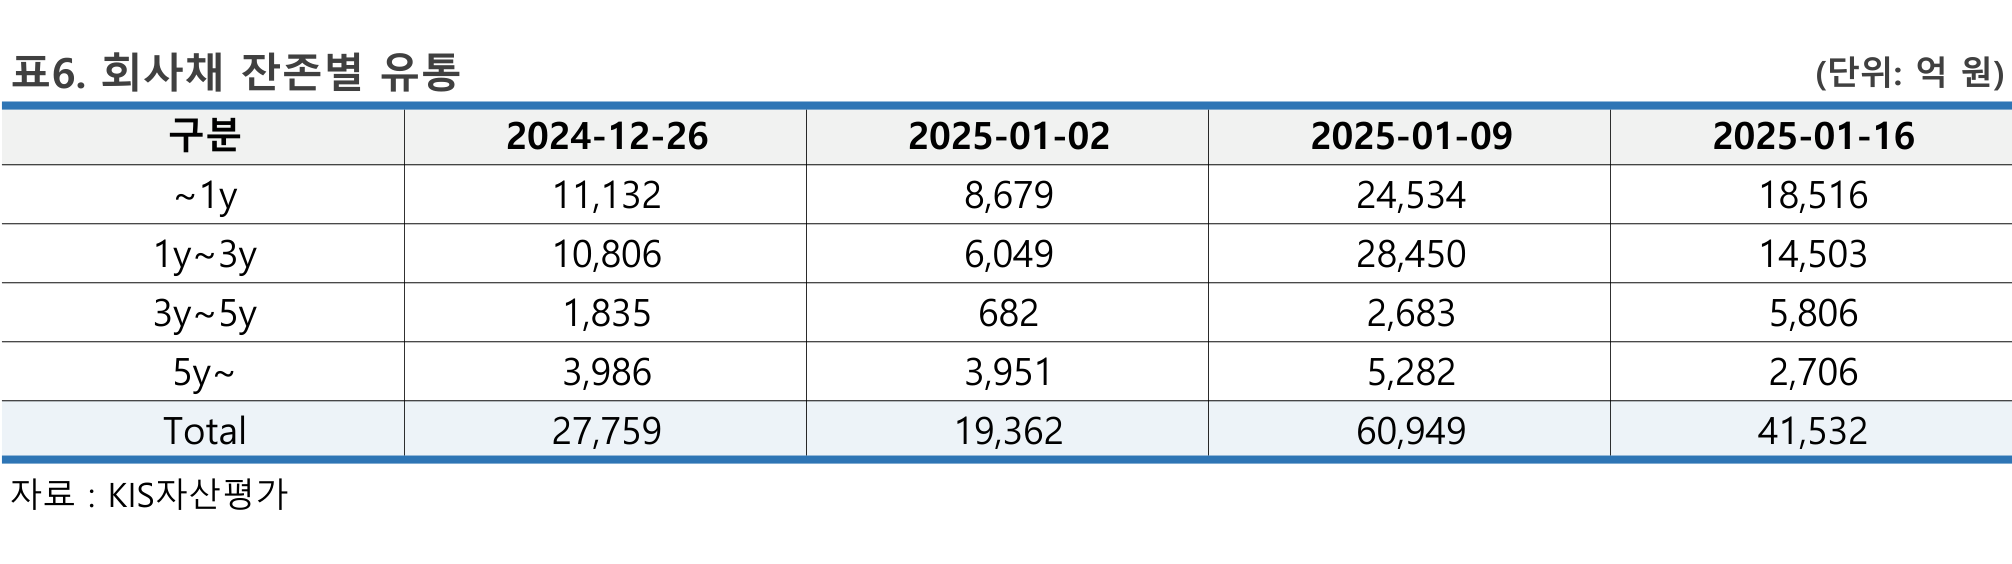 표6. 회사채 잔존별 유통 (단위: 억 원)
구분 2024-12-26 2025-01-02 2025-01-09 2025-01-16
~1y 11,132 8,679 24,534 18,516
1y~3y 10,806 6,049 28,450 14,503
3y~5y 1,835 682 2,683 5,806
5y~ 3,986 3,951 5,282 2,706
Total 27,759 19,362 60,949 41,532
자료 : KIS자산평가